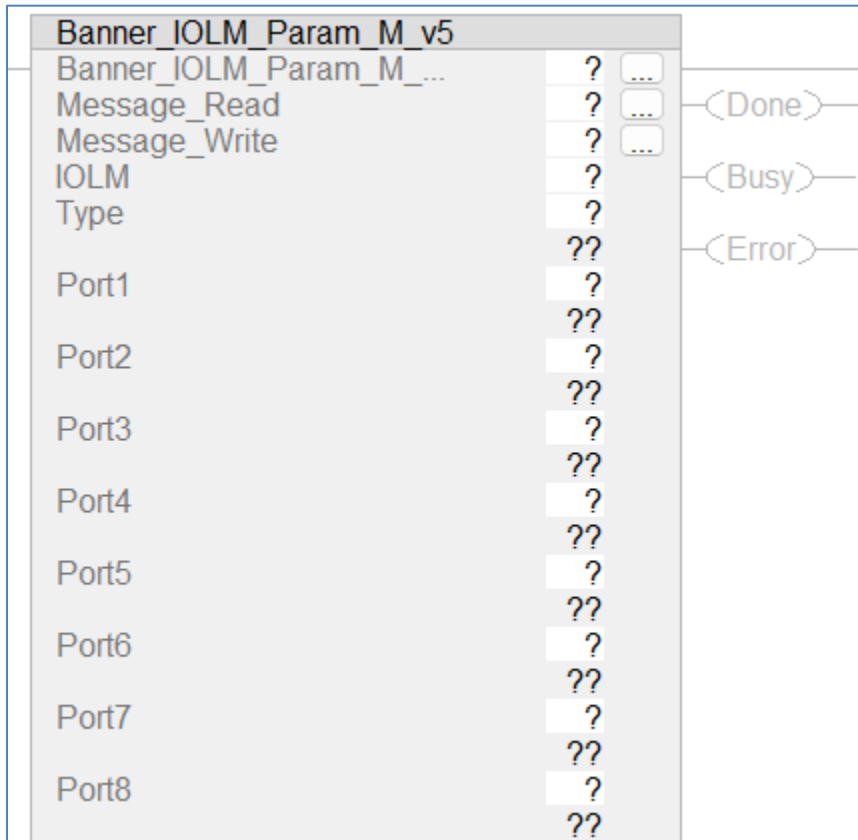 Banner_IOLM_Param_M_v5
Banner_IOLM_Param_M_... ? ...
Message_Read ? ... Done
Message_Write ? ...
IOLM ? Busy
Type ?
?? Error
Port1 ?
??
Port2 ?
??
Port3 ?
??
Port4 ?
??
Port5 ?
??
Port6 ?
??
Port7 ?
??
Port8 ?
??